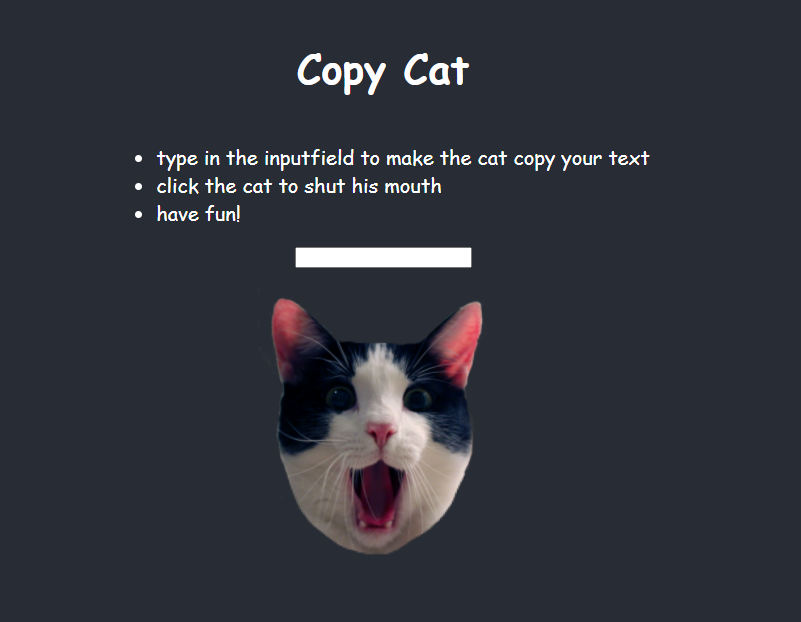 Copy Cat
type in the inputfield to make the cat copy your text
click the cat to shut his mouth
have fun!